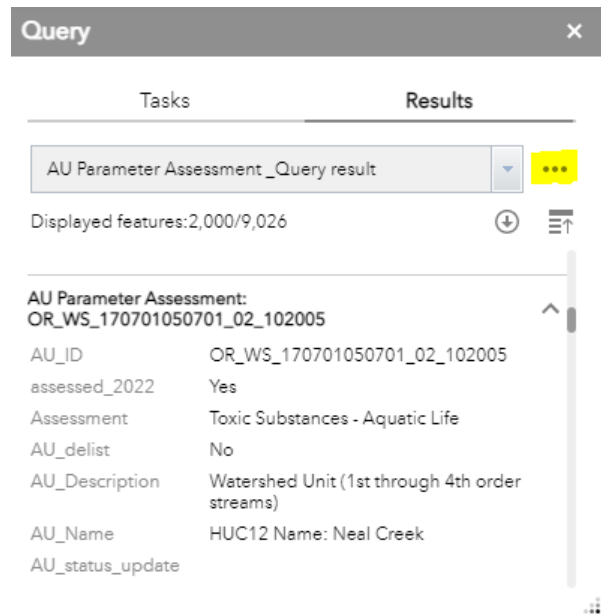 Query
Tasks Results
AU Parameter Assessment _Query result
Displayed features:2,000/9,026
AU Parameter Assessment:
OR_WS_170701050701_02_102005
AU_ID OR_WS_170701050701_02_102005
assessed_2022 Yes
Assessment Toxic Substances - Aquatic Life
AU_delist No
AU_Description Watershed Unit (1st through 4th order
streams)
AU_Name HUC12 Name: Neal Creek
AU_status_update